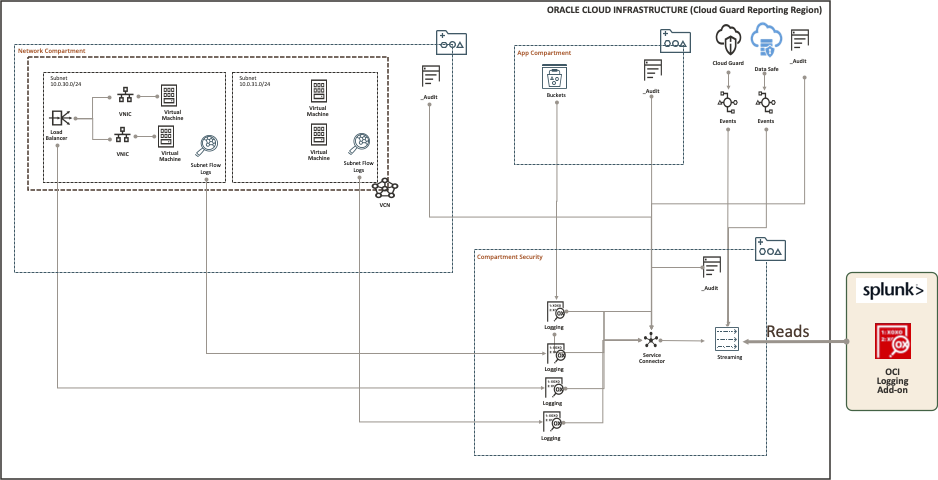 ORACLE CLOUD INFRASTRUCTURE (Cloud Guard Reporting Region)
Network Compartment
Subnet
10.0.30.0/24
Load
Balancer
VNIC
Virtual
Machine
VNIC
Virtual
Machine
Subnet Flow
Logs
Subnet
10.0.31.0/24
Virtual
Machine
Virtual
Machine
Subnet Flow
Logs
VCN
_Audit
App Compartment
Buckets
_Audit
Cloud Guard
Data Safe
_Audit
Events
Events
Compartment Security
_Audit
Logging
Logging
Logging
Logging
Service
Connector
Streaming
Reads
splunk>
OCI
Logging
Add-on